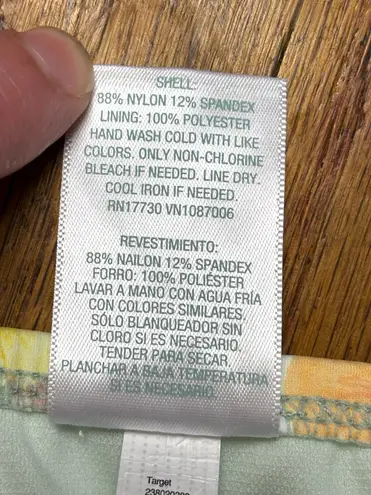 SHELL:
88% NYLON 12% SPANDEX
LINING: 100% POLYESTER
HAND WASH COLD WITH LIKE
COLORS. ONLY NON-CHLORINE
BLEACH IF NEEDED. LINE DRY.
COOL IRON IF NEEDED.
RN17730 VN1087006
REVESTIMIENTO:
88% NAILON 12% SPANDEX
FORRO: 100% POLIÉSTER
LAVAR A MANO CON AGUA FRÍA
CON COLORES SIMILARES.
SÓLO BLANQUEADOR SIN
CLORO SI ES NECESARIO.
TENDER PARA SECAR.
PLANCHAR A BAJA TEMPERATURA
SI ES NECESARIO.
Target